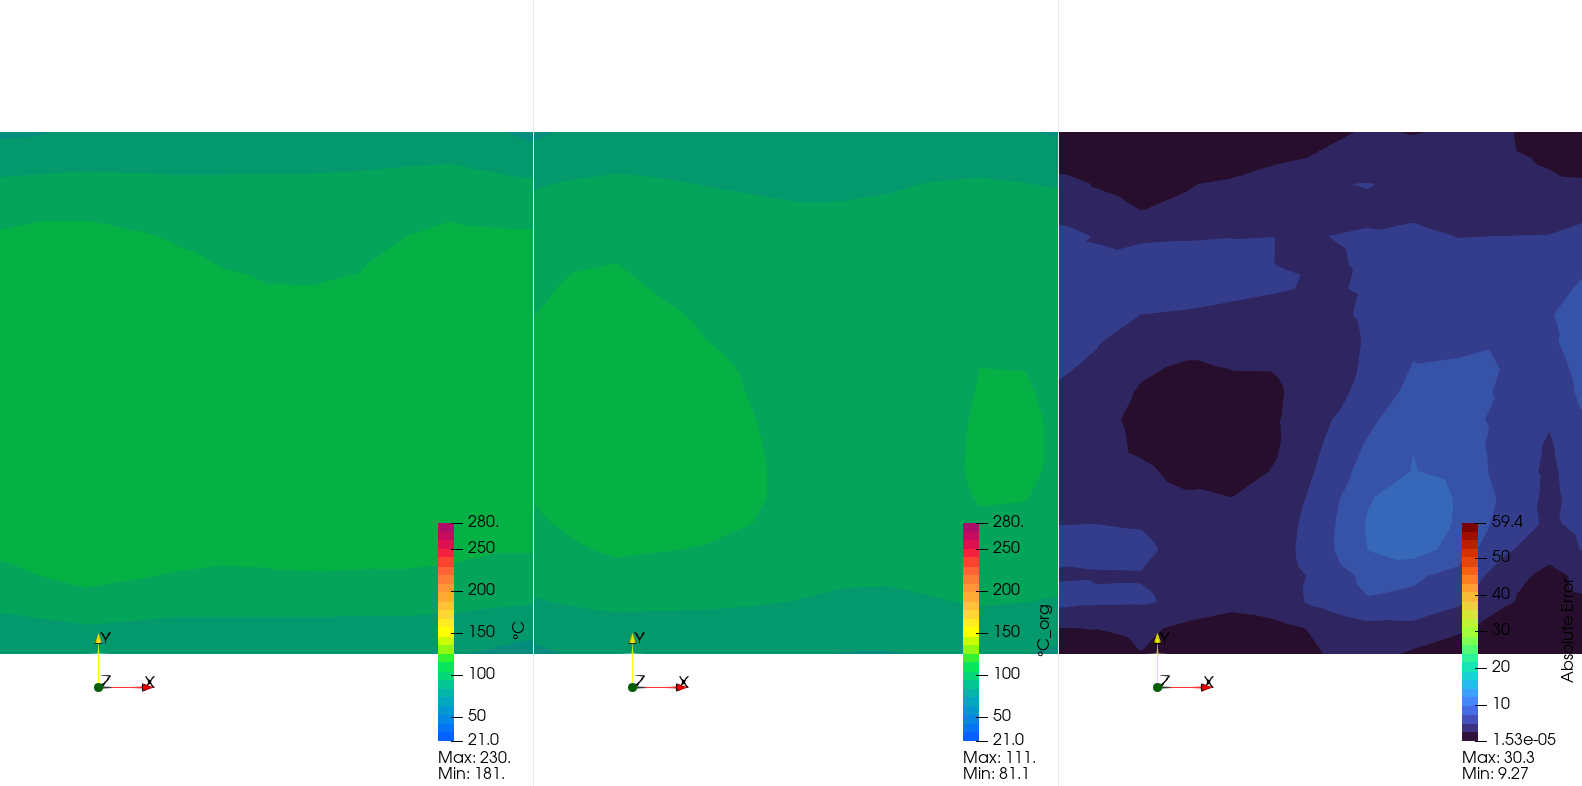 280.
250
200
150
100
50
21.0
°C
Max: 230.
Min: 181.
Y
Z
X
280.
250
200
150
100
50
21.0
°C_org
Max: 111.
Min: 81.1
Y
Z
X
59.4
50
40
30
20
10
1.53e-05
Absolute Error
Max: 30.3
Min: 9.27
Y
Z
X